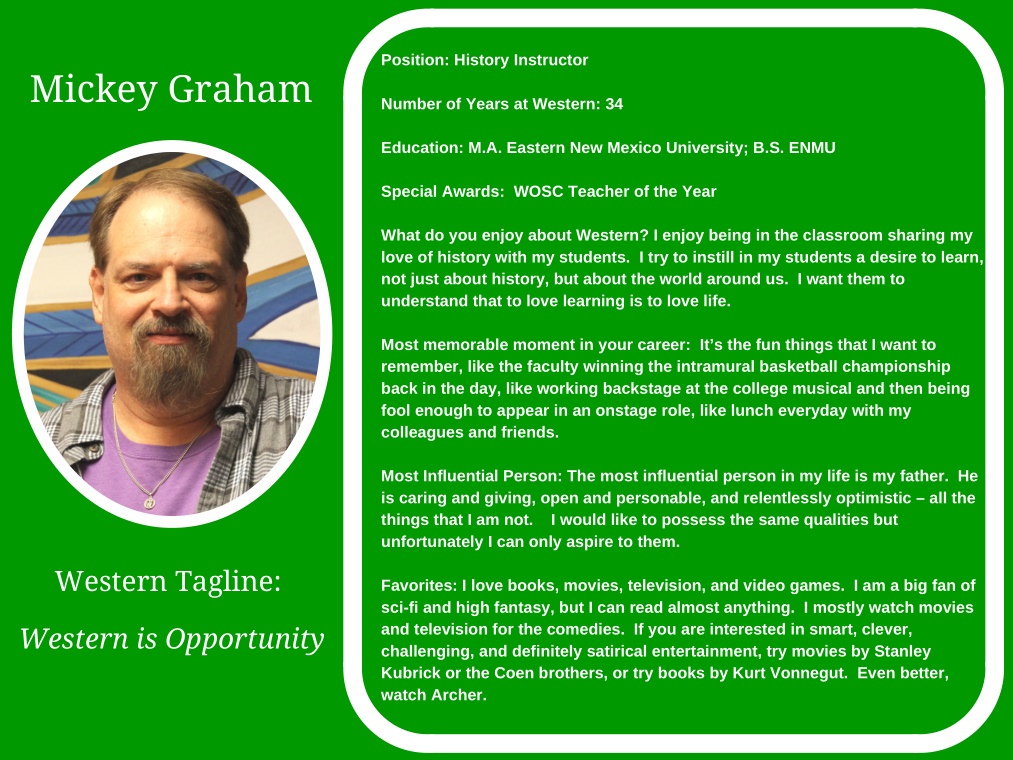 Mickey Graham
Western Tagline:
Western is Opportunity
Position: History Instructor
Number of Years at Western: 34
Education: M.A. Eastern New Mexico University; B.S. ENMU
Special Awards:  WOSC Teacher of the Year
What do you enjoy about Western? I enjoy being in the classroom sharing my
love of history with my students.  I try to instill in my students a desire to learn,
not just about history, but about the world around us.  I want them to
understand that to love learning is to love life.
Most memorable moment in your career:  It’s the fun things that I want to
remember, like the faculty winning the intramural basketball championship
back in the day, like working backstage at the college musical and then being
fool enough to appear in an onstage role, like lunch everyday with my
colleagues and friends.
Most Influential Person: The most influential person in my life is my father.  He
is caring and giving, open and personable, and relentlessly optimistic – all the
things that I am not.    I would like to possess the same qualities but
unfortunately I can only aspire to them.
Favorites: I love books, movies, television, and video games.  I am a big fan of
sci-fi and high fantasy, but I can read almost anything.  I mostly watch movies
and television for the comedies.  If you are interested in smart, clever,
challenging, and definitely satirical entertainment, try movies by Stanley
Kubrick or the Coen brothers, or try books by Kurt Vonnegut.  Even better,
watch Archer.